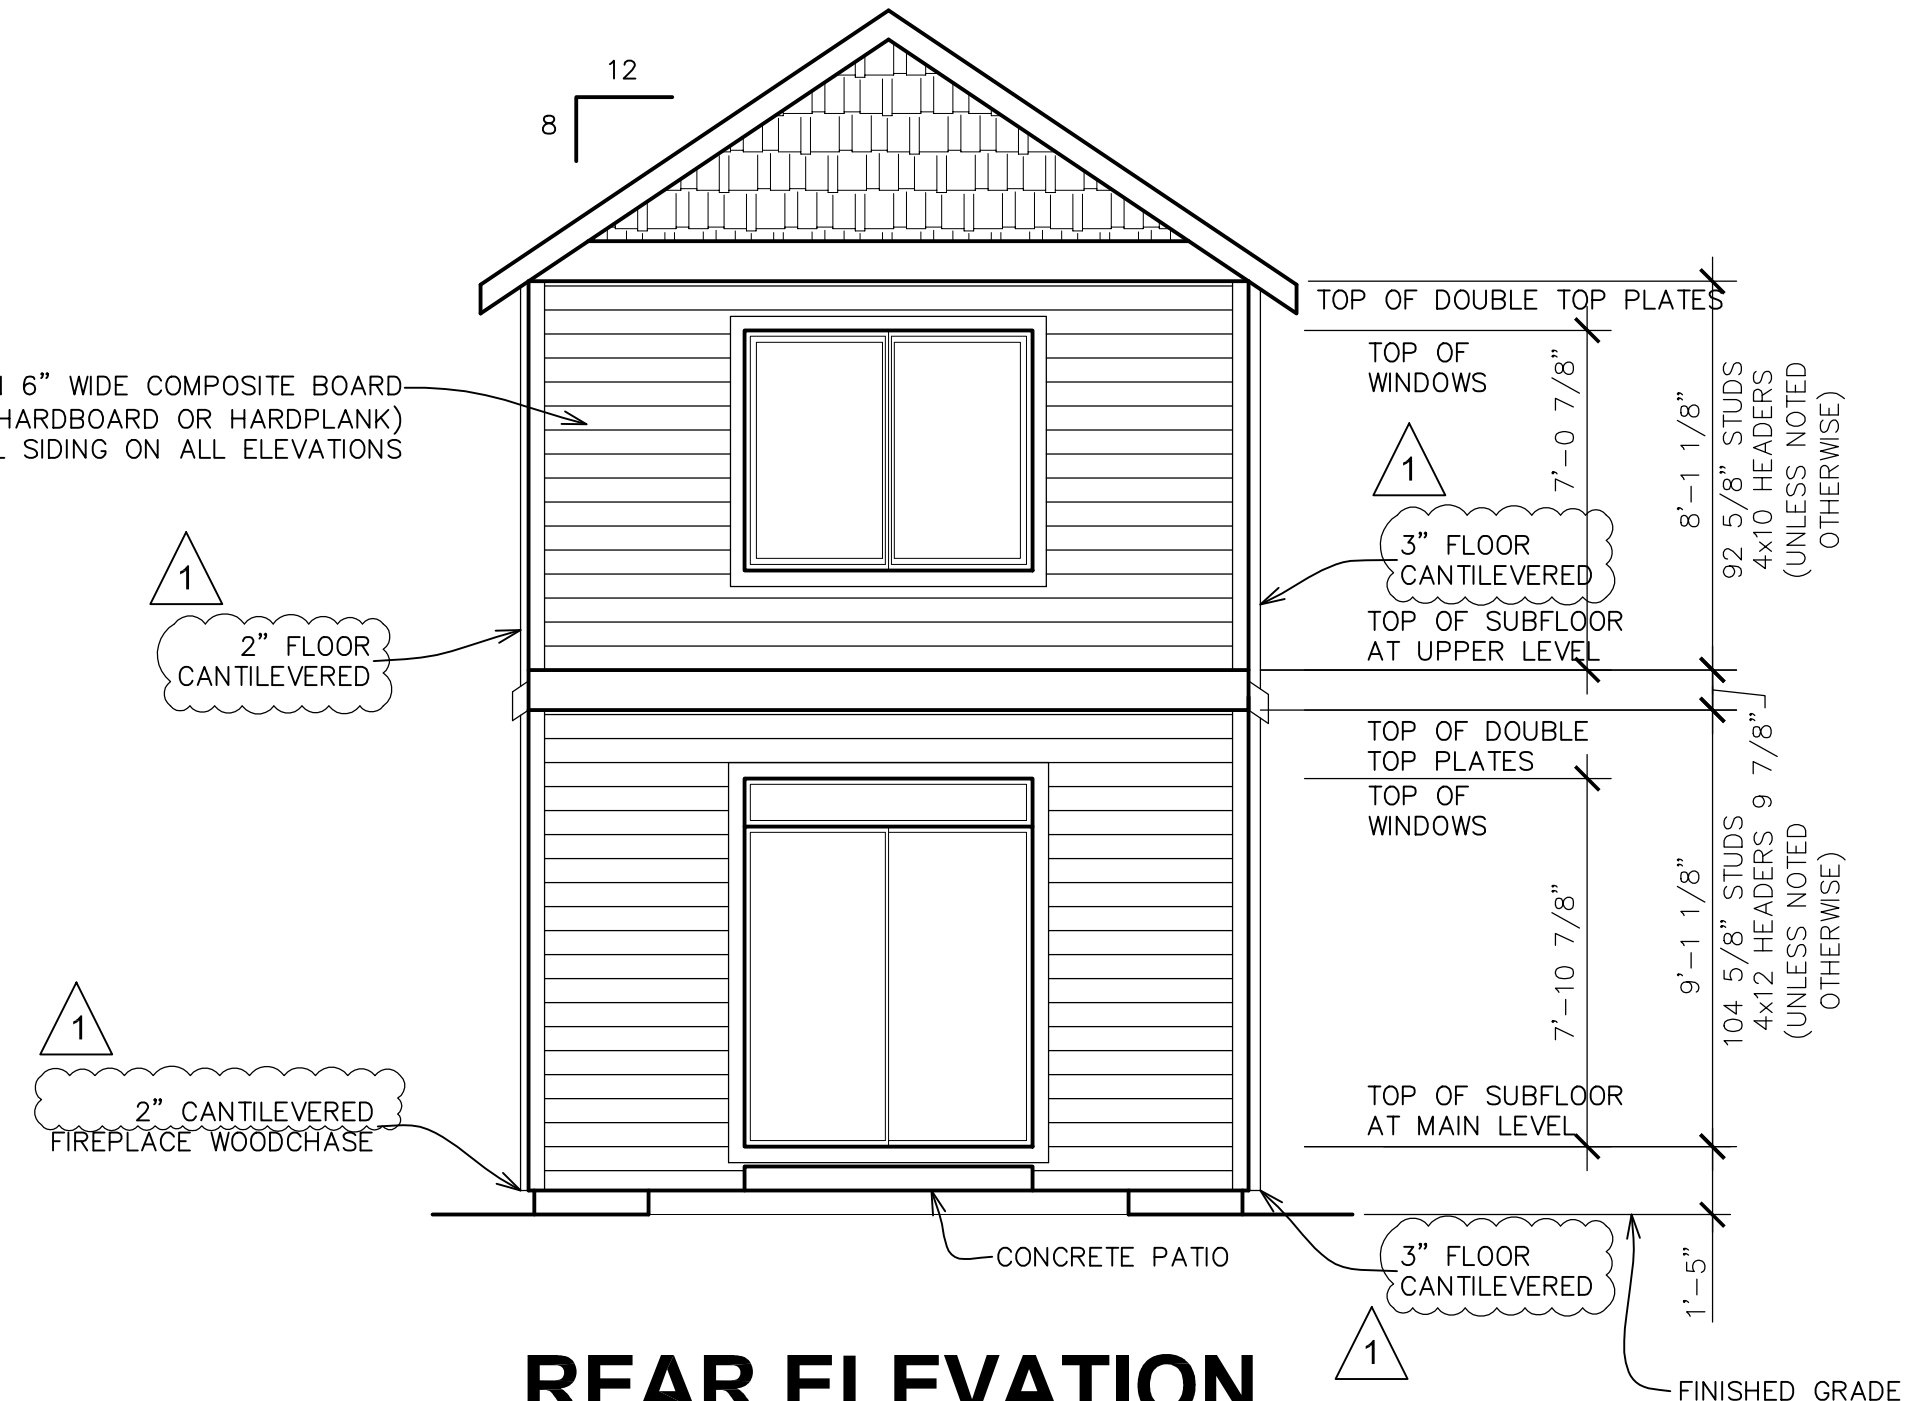 12
8
6” WIDE COMPOSITE BOARD
HARDBOARD OR HARDPLANK)
SIDING ON ALL ELEVATIONS
1
2” FLOOR
CANTILEVERED
1
2” CANTILEVERED
FIREPLACE WOODCHASE
TOP OF DOUBLE TOP PLATES
TOP OF
WINDOWS
1
3” FLOOR
CANTILEVERED
TOP OF SUBFLOOR
AT UPPER LEVEL
7’-0 7/8”
8’-1 1/8”
92 5/8” STUDS
4x10 HEADERS
(UNLESS NOTED
OTHERWISE)
TOP OF DOUBLE
TOP PLATES
TOP OF
WINDOWS
9 7/8”
7’-10 7/8”
9’-1 1/8”
104 5/8” STUDS
4x12 HEADERS
(UNLESS NOTED
OTHERWISE)
TOP OF SUBFLOOR
AT MAIN LEVEL
CONCRETE PATIO
3” FLOOR
CANTILEVERED
1
1’-5”
FINISHED GRADE
REAR ELEVATION